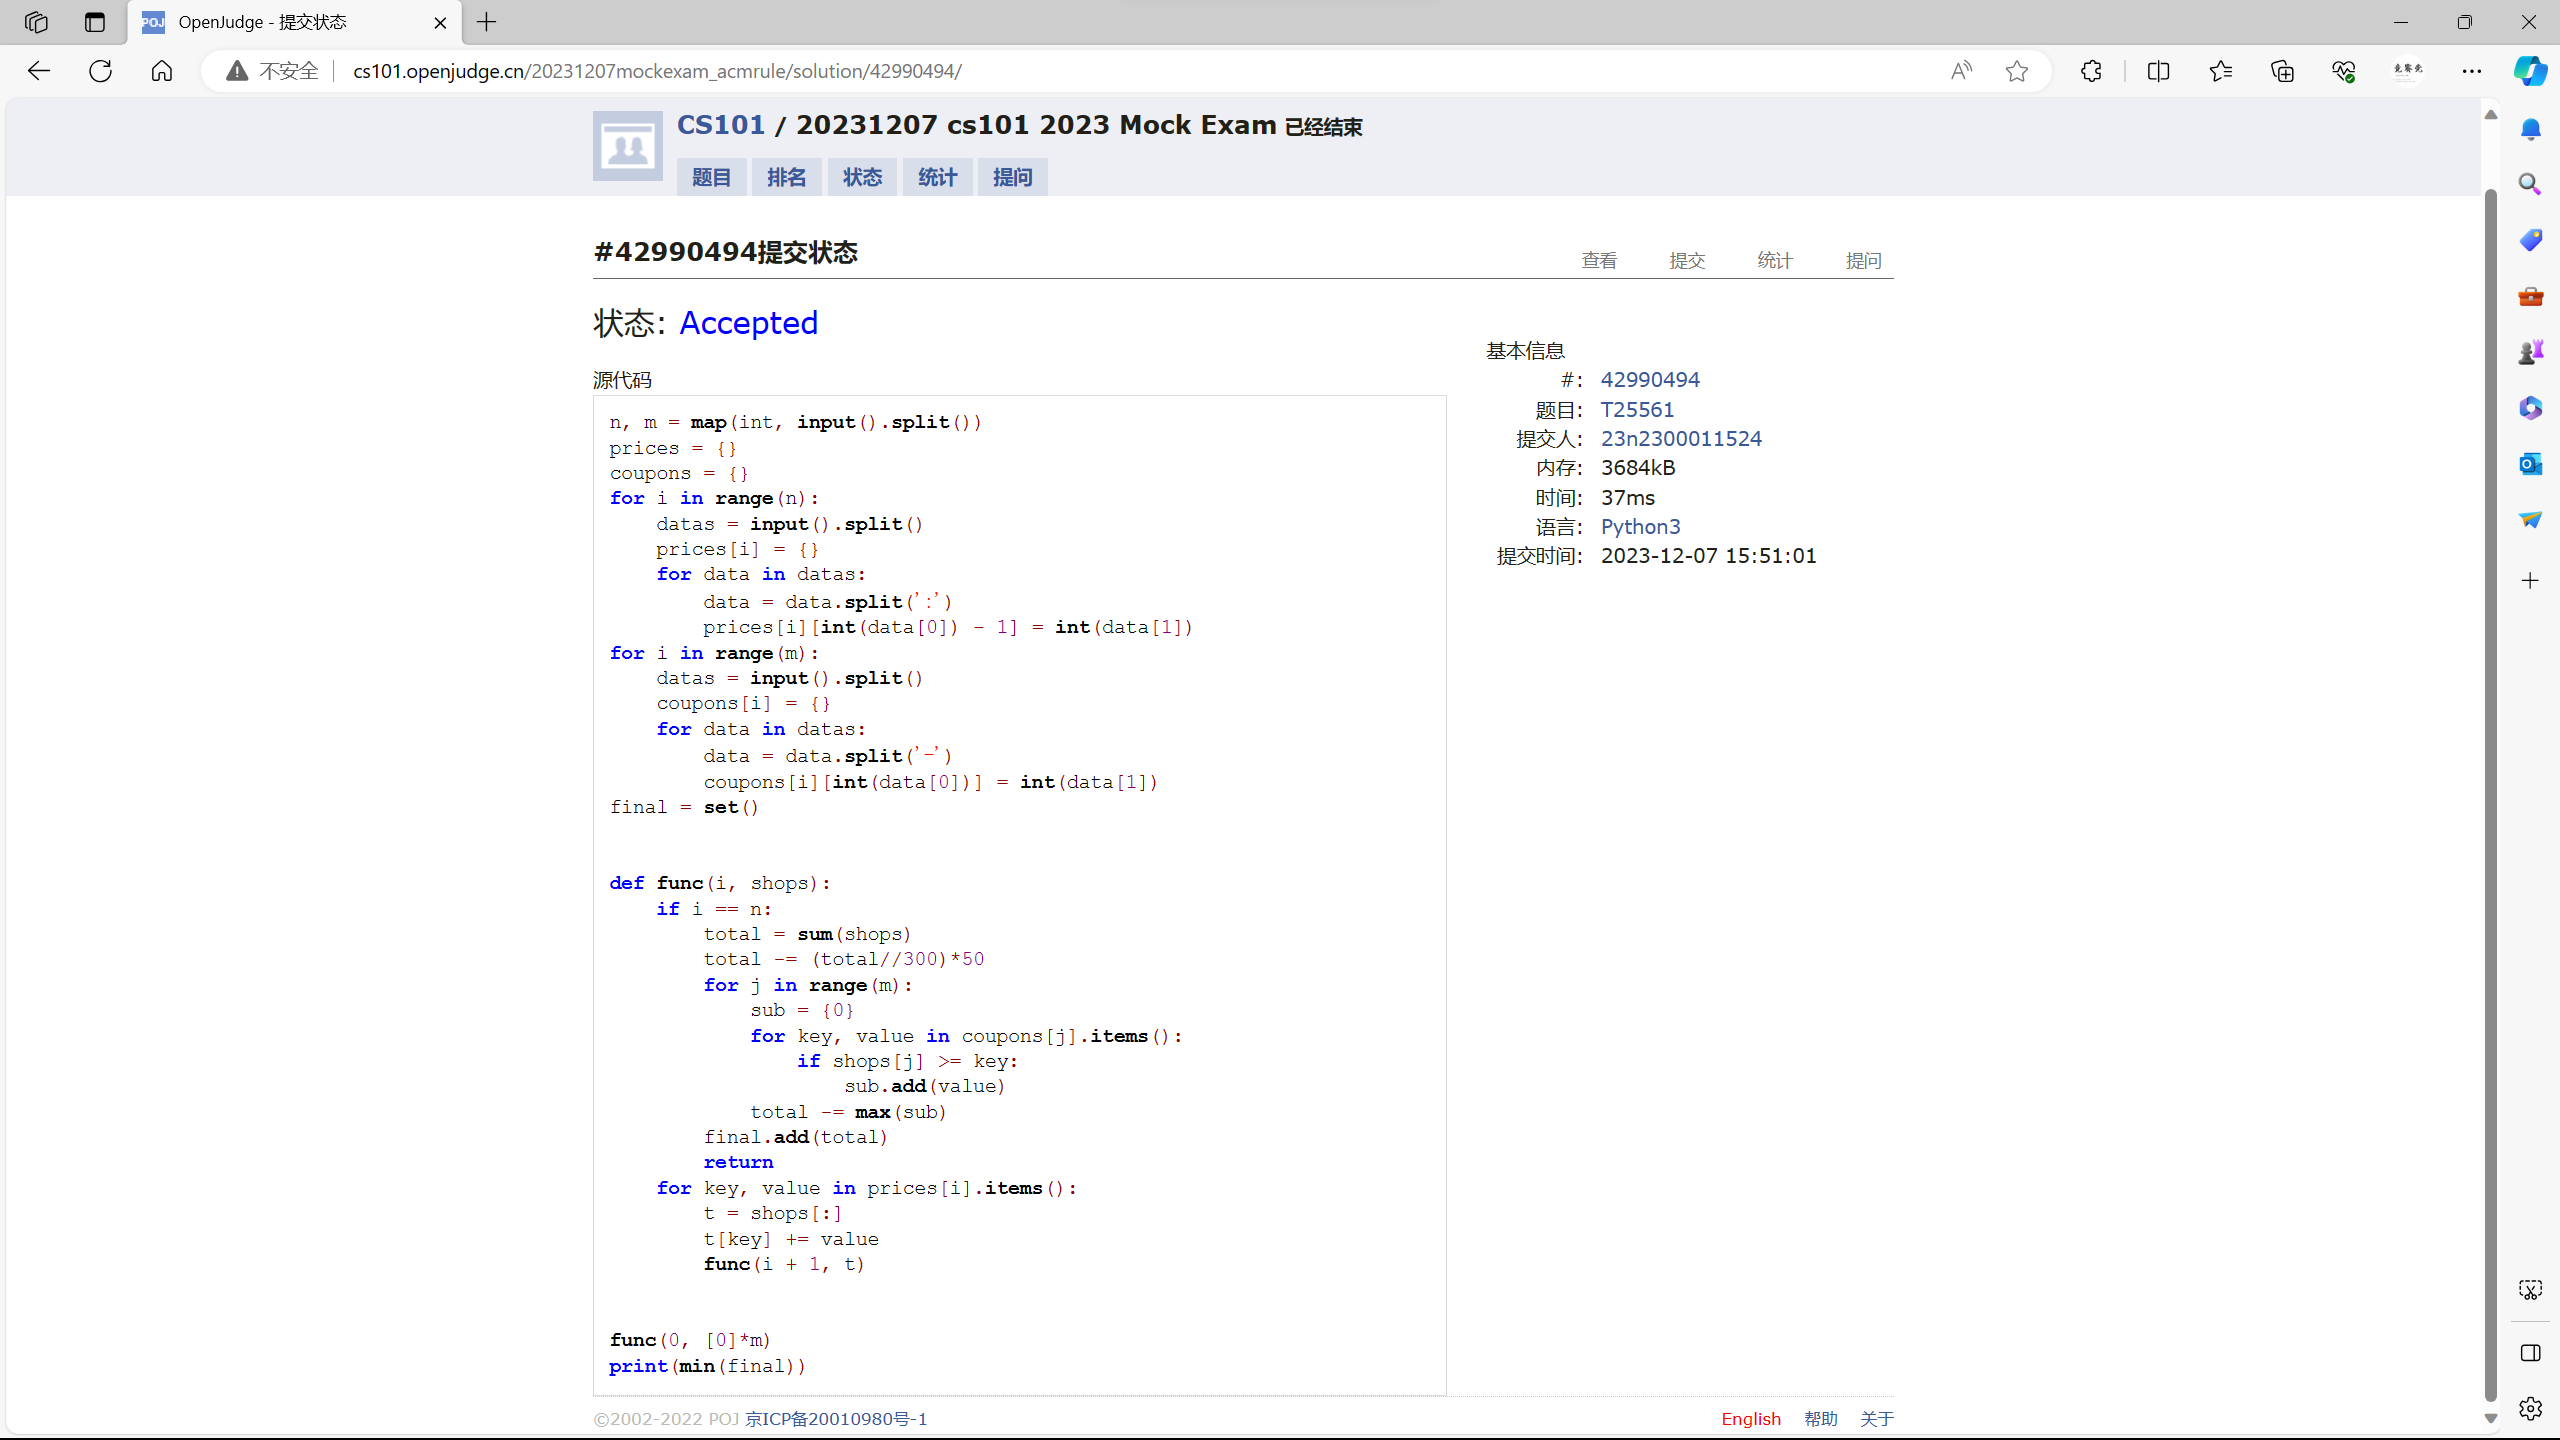 OpenJudge - 提交状态
不安全 cs101.openjudge.cn/20231207mockexam_acmrule/solution/42990494/
CS101 / 20231207 cs101 2023 Mock Exam 已经结束
题目 排名 状态 统计 提问
#42990494提交状态
查看 提交 统计 提问
状态: Accepted
源代码
n, m = map(int, input().split())
prices = {}
coupons = {}
for i in range(n):
    datas = input().split()
    prices[i] = {}
    for data in datas:
        data = data.split(':')
        prices[i][int(data[0]) - 1] = int(data[1])
for i in range(m):
    datas = input().split()
    coupons[i] = {}
    for data in datas:
        data = data.split('-')
        coupons[i][int(data[0])] = int(data[1])
final = set()
def func(i, shops):
    if i == n:
        total = sum(shops)
        total -= (total//300)*50
        for j in range(m):
            sub = {0}
            for key, value in coupons[j].items():
                if shops[j] >= key:
                    sub.add(value)
            total -= max(sub)
        final.add(total)
        return
    for key, value in prices[i].items():
        t = shops[:]
        t[key] += value
        func(i + 1, t)
func(0, [0]*m)
print(min(final))
基本信息
#: 42990494
题目: T25561
提交人: 23n2300011524
内存: 3684kB
时间: 37ms
语言: Python3
提交时间: 2023-12-07 15:51:01
©2002-2022 POJ 京ICP备20010980号-1
English 帮助 关于